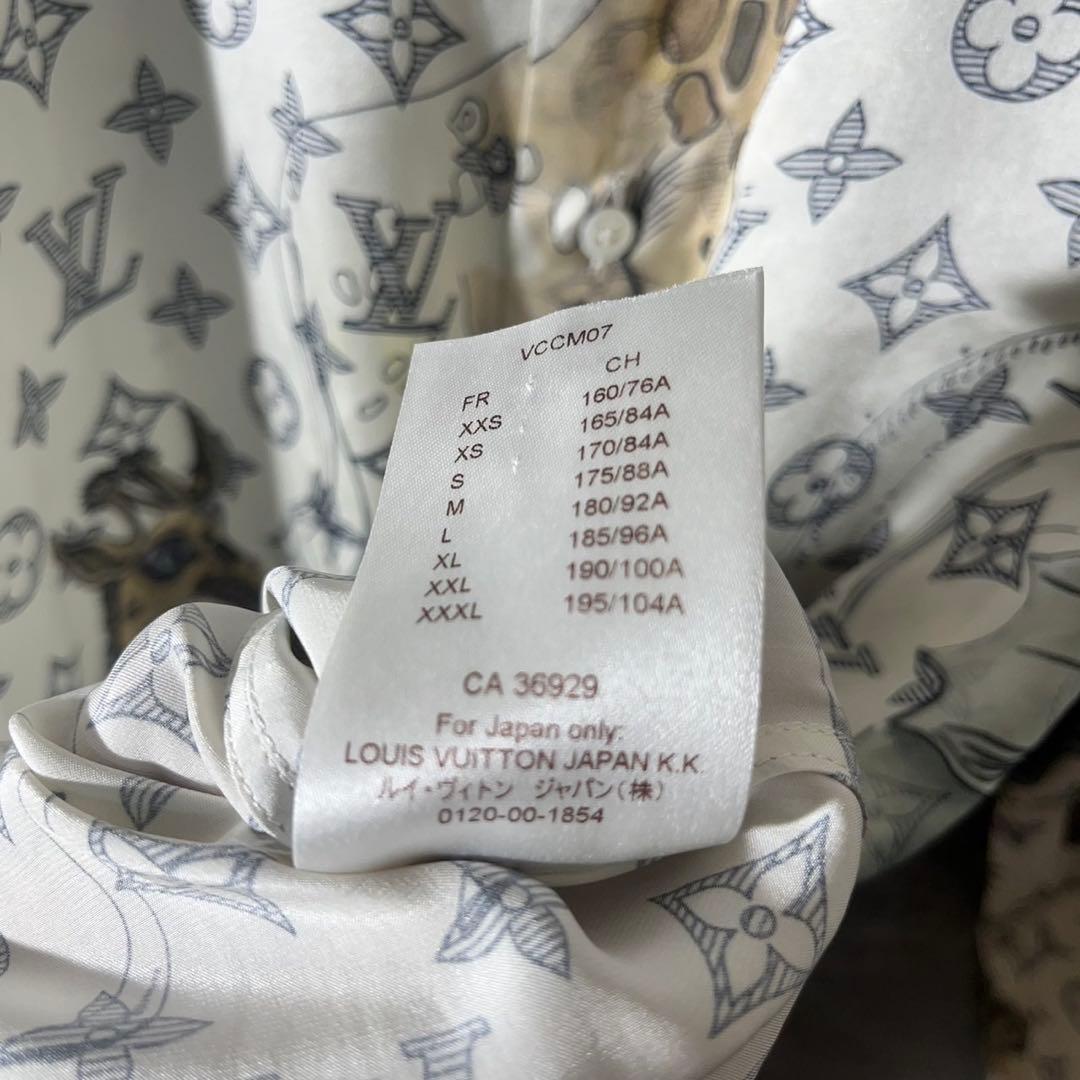 VCCM07
FR CH
XXS 160/76A
XS 165/84A
S 170/84A
M 175/88A
L 180/92A
XL 185/96A
XXL 190/100A
XXXL 195/104A
CA 36929
For Japan only:
LOUIS VUITTON JAPAN K.K.
ルイ・ヴィトン ジャパン(株)
0120-00-1854
LV
LV